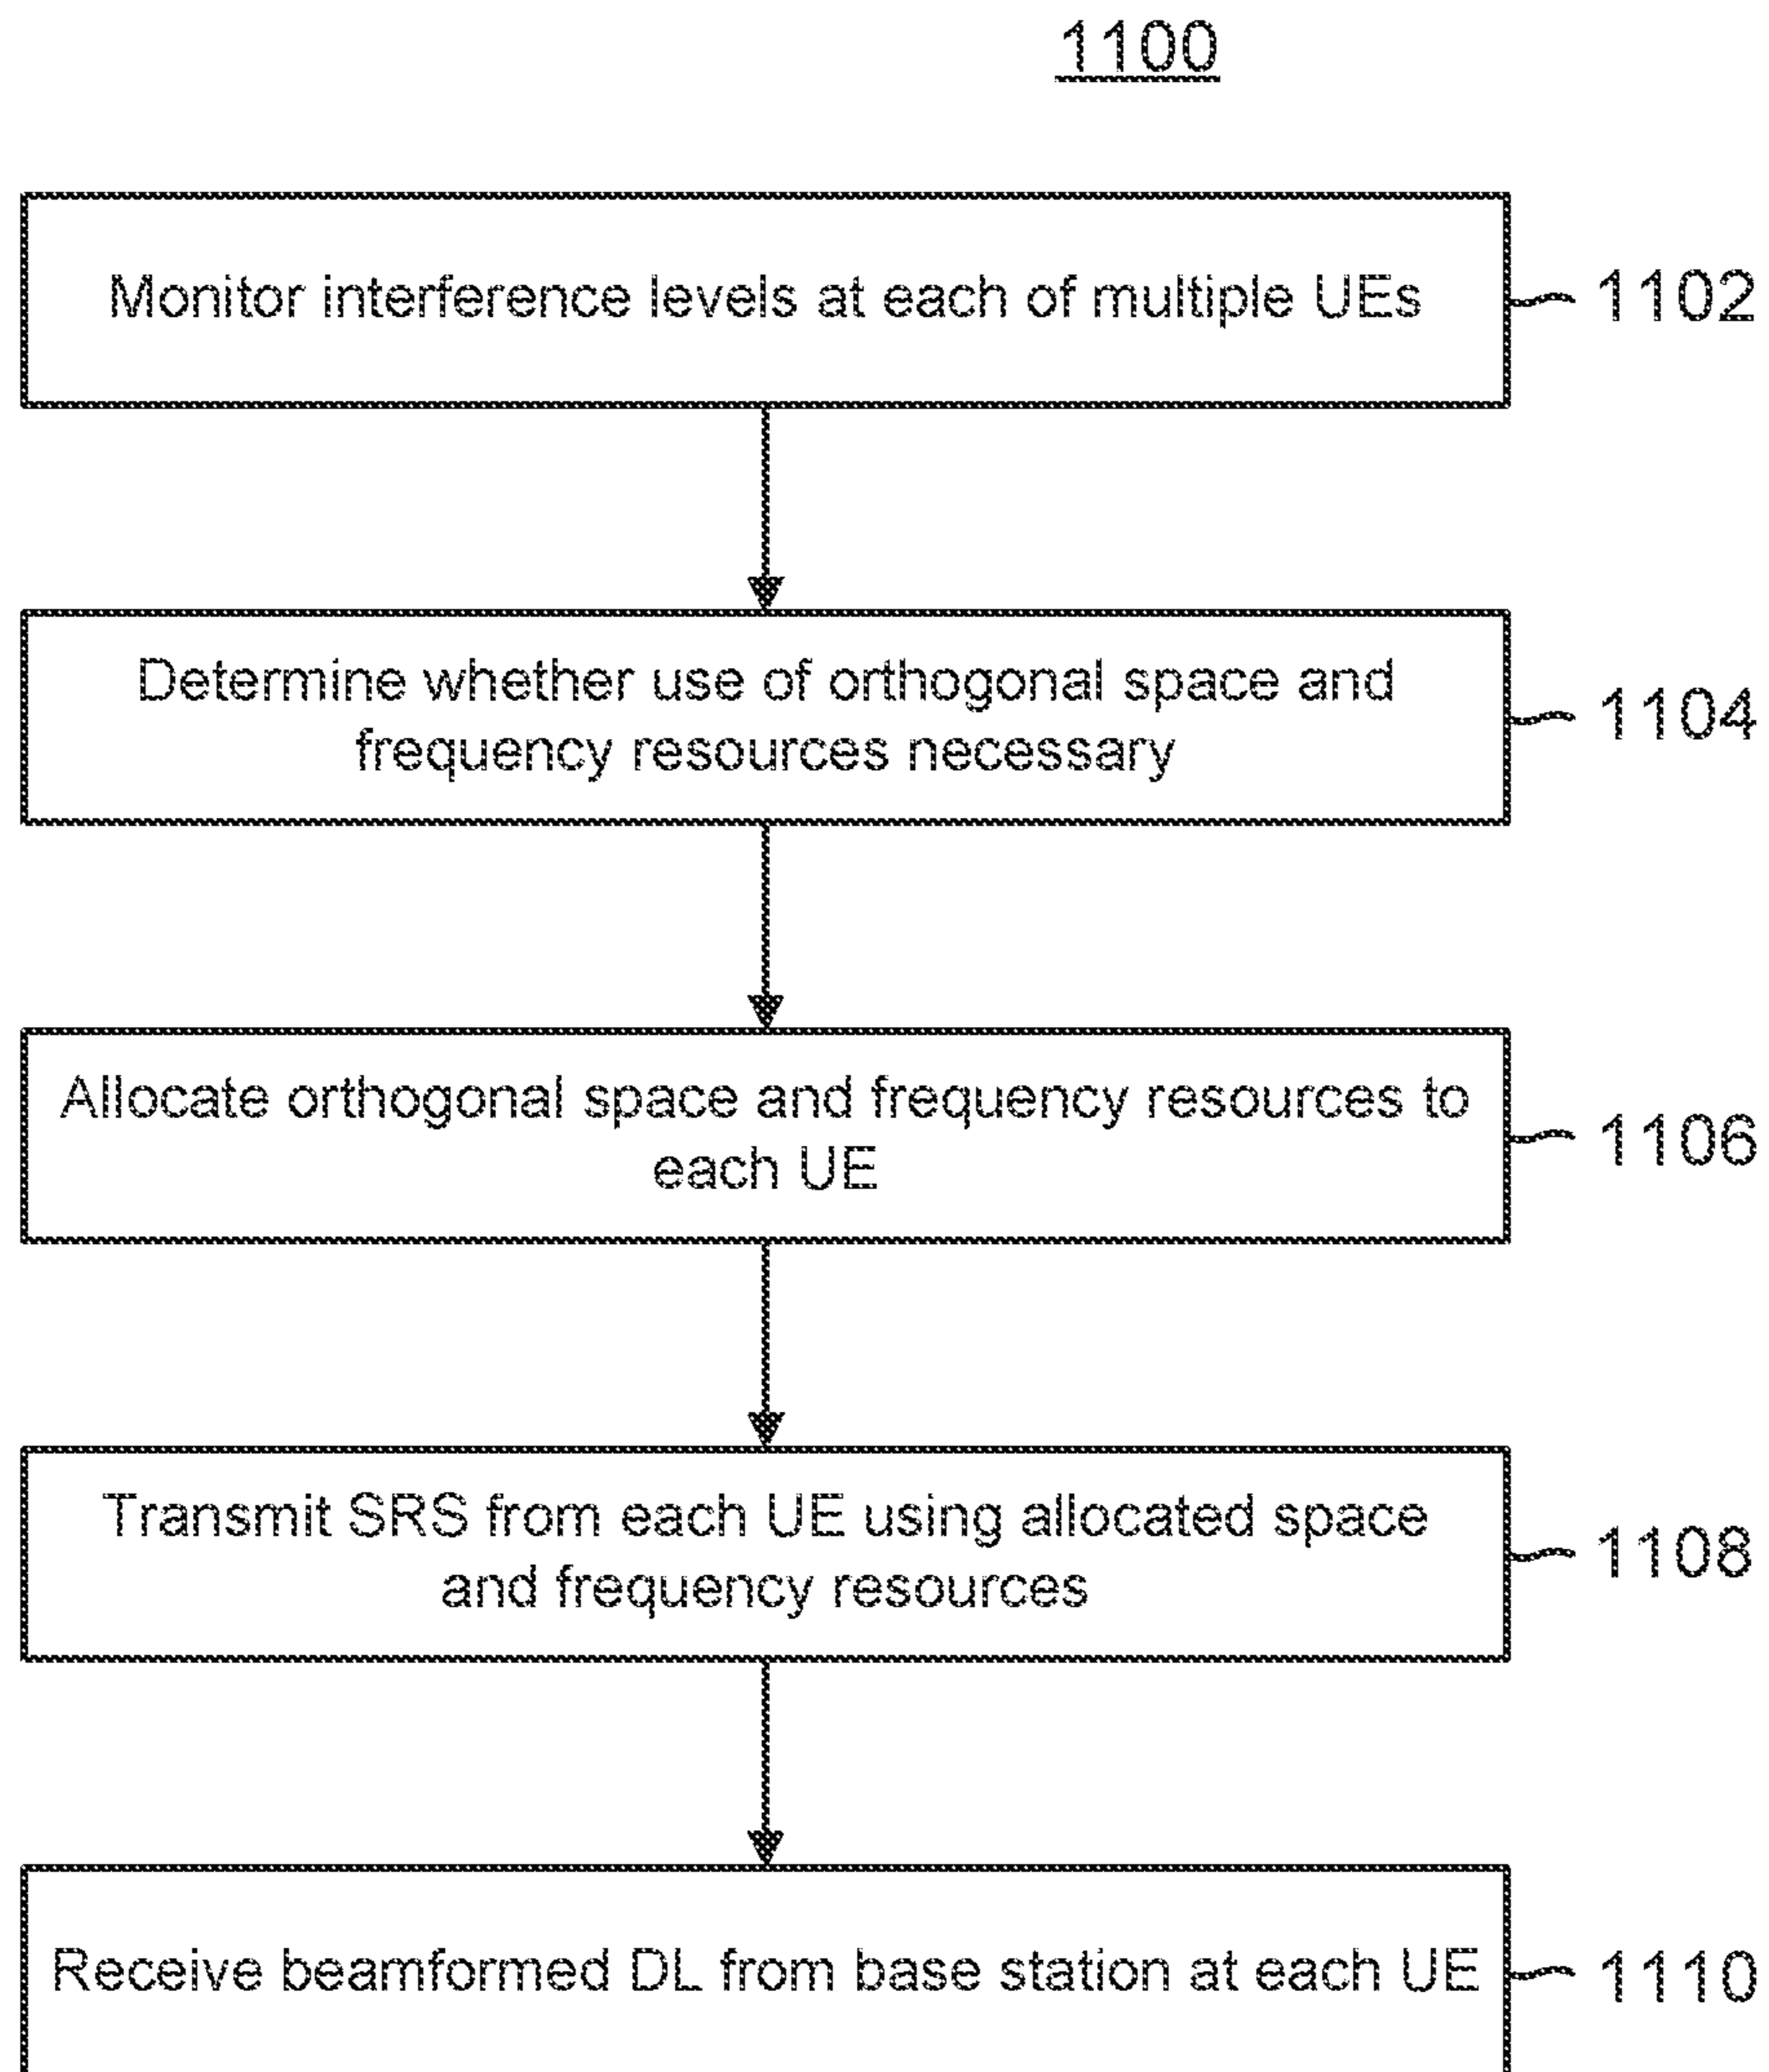 1100
Monitor interference levels at each of multiple UEs
1102
Determine whether use of orthogonal space and
frequency resources necessary
1104
Allocate orthogonal space and frequency resources to
each UE
1106
Transmit SRS from each UE using allocated space
and frequency resources
1108
Receive beamformed DL from base station at each UE
1110